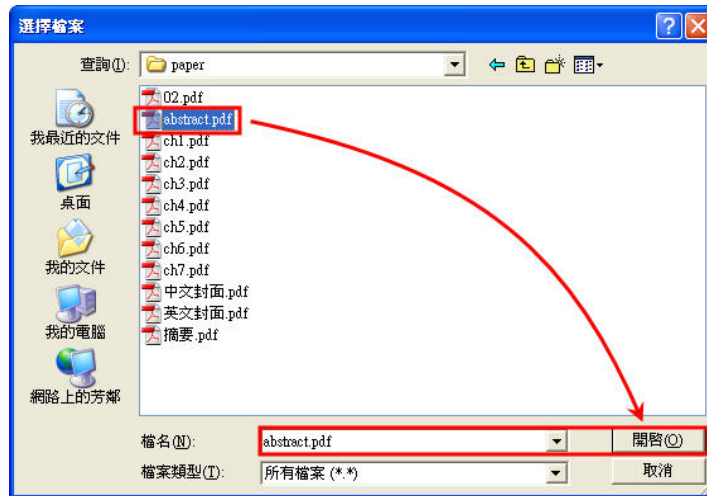 選擇檔案
查詢(I): paper
我最近的文件
桌面
我的文件
我的電腦
網路上的芳鄰
02.pdf
abstract.pdf
ch1.pdf
ch2.pdf
ch3.pdf
ch4.pdf
ch5.pdf
ch6.pdf
ch7.pdf
中文封面.pdf
英文封面.pdf
摘要.pdf
檔名(N): abstract.pdf 開啓(O)
檔案類型(T): 所有檔案 (*.*) 取消